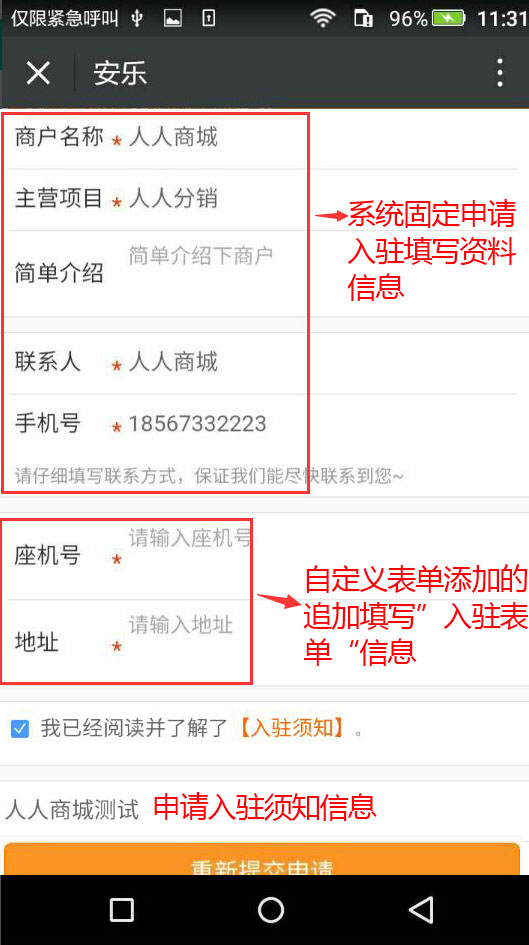 仅限紧急呼叫 96% 11:31
安乐
商户名称 * 人人商城
主营项目 * 人人分销
简单介绍 简单介绍下商户
系统固定申请
入驻填写资料
信息
联系人 * 人人商城
手机号 * 18567332223
请仔细填写联系方式，保证我们能尽快联系到您~
座机号 * 请输入座机号
地址 * 请输入地址
自定义表单添加的
追加填写”入驻表
单“信息
我已经阅读并了解了【入驻须知】。
人人商城测试 申请入驻须知信息
重新提交申请